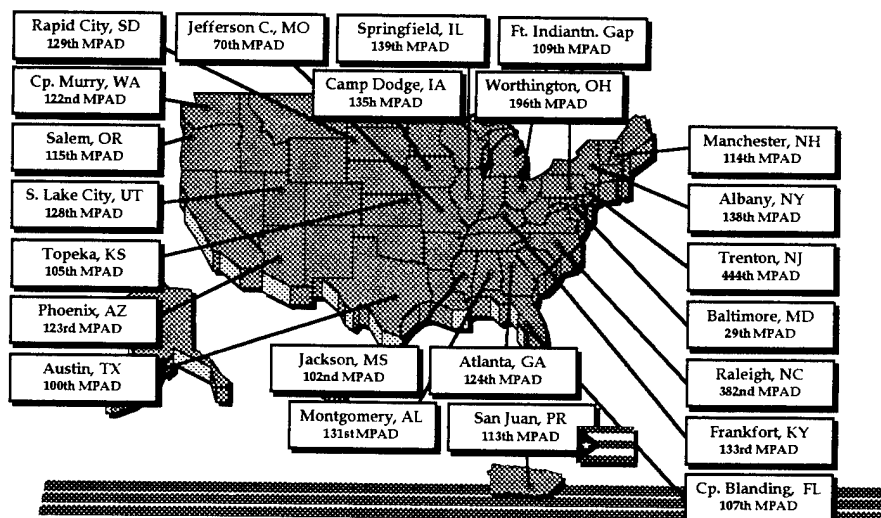 Rapid City, SD
129th MPAD
Jefferson C., MO
70th MPAD
Springfield, IL
139th MPAD
Ft. Indiantn. Gap
109th MPAD
Cp. Murry, WA
122nd MPAD
Camp Dodge, IA
135h MPAD
Worthington, OH
196th MPAD
Salem, OR
115th MPAD
Manchester, NH
114th MPAD
S. Lake City, UT
128th MPAD
Albany, NY
138th MPAD
Topeka, KS
105th MPAD
Trenton, NJ
444th MPAD
Phoenix, AZ
123rd MPAD
Baltimore, MD
29th MPAD
Austin, TX
100th MPAD
Jackson, MS
102nd MPAD
Atlanta, GA
124th MPAD
Raleigh, NC
382nd MPAD
Montgomery, AL
131st MPAD
San Juan, PR
113th MPAD
Frankfort, KY
133rd MPAD
Cp. Blanding, FL
107th MPAD